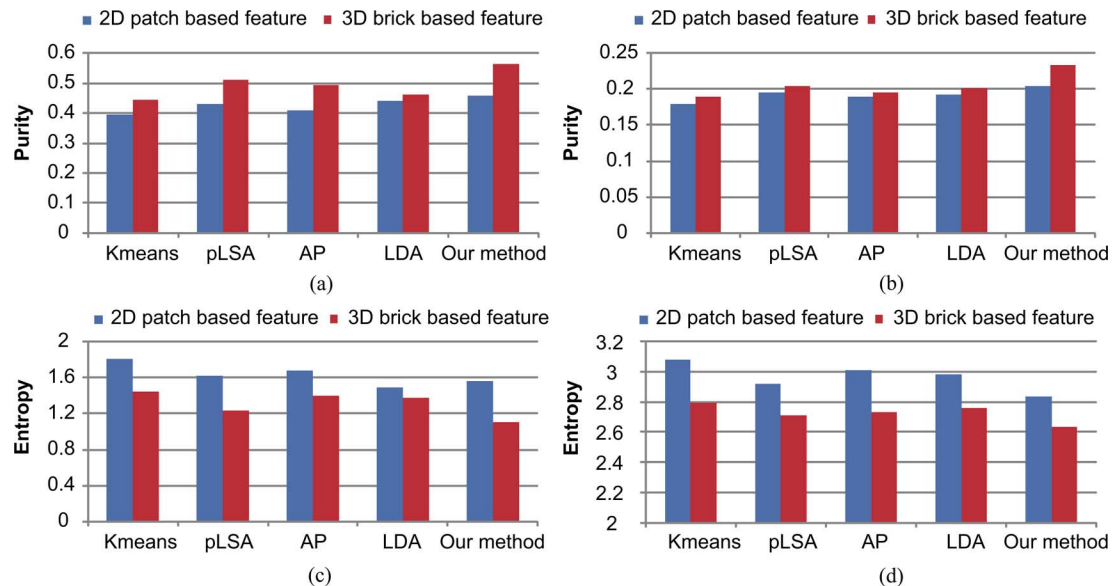 2D patch based feature 3D brick based feature
0.6
0.5
0.4
0.3
0.2
0.1
0
Purity
Kmeans pLSA AP LDA Our method
(a)
2D patch based feature 3D brick based feature
0.25
0.2
0.15
0.1
0.05
0
Purity
Kmeans pLSA AP LDA Our method
(b)
2D patch based feature 3D brick based feature
2
1.6
1.2
0.8
0.4
0
Entropy
Kmeans pLSA AP LDA Our method
(c)
2D patch based feature 3D brick based feature
3.2
3
2.8
2.6
2.4
2.2
2
Entropy
Kmeans pLSA AP LDA Our method
(d)